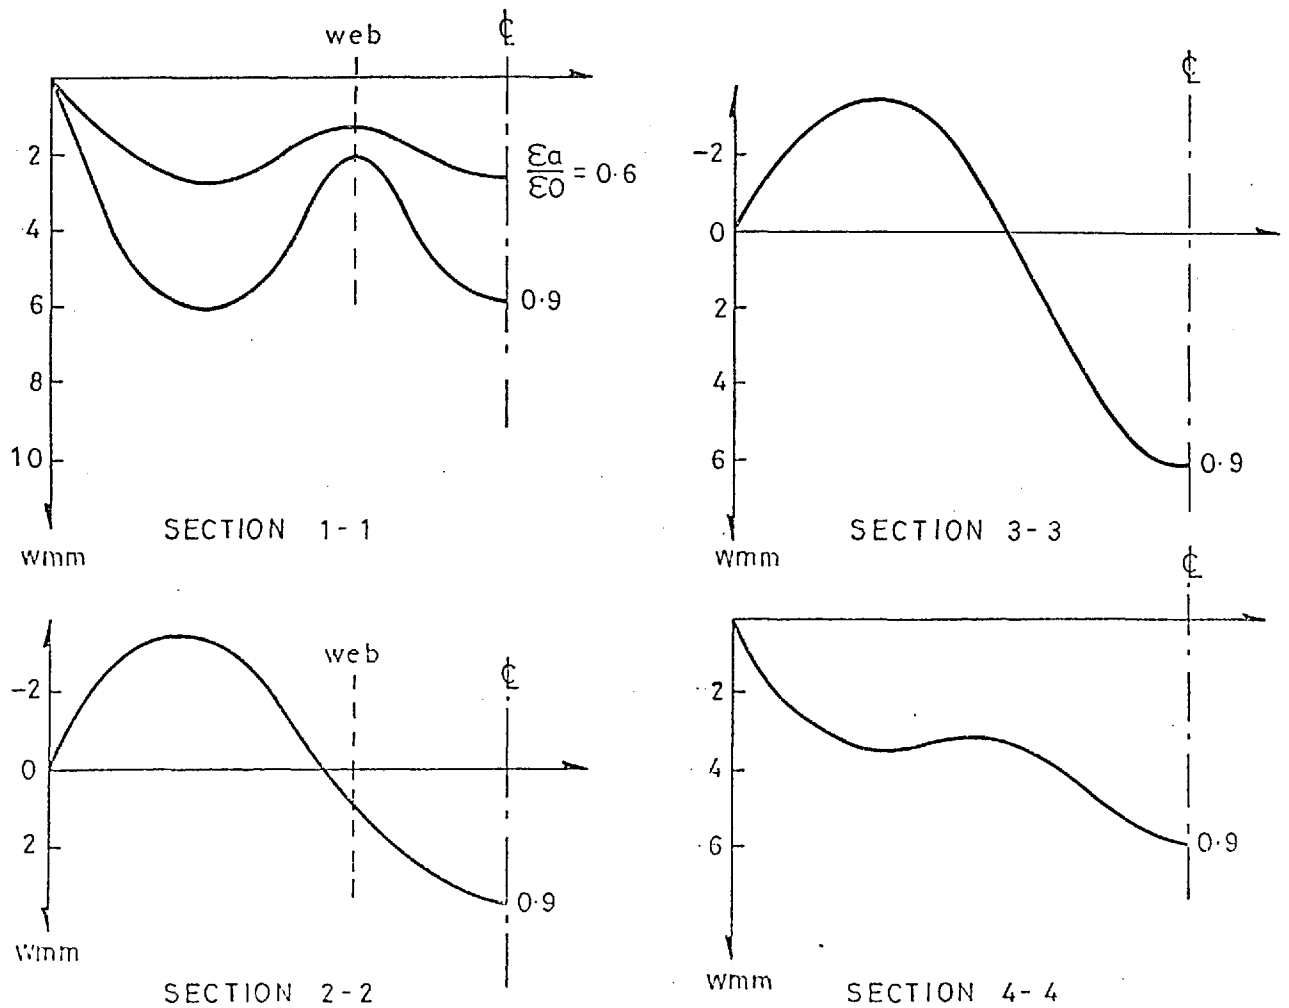 web
℄
2
4
6
8
10
εa
εo = 0.6
0.9
Wmm
SECTION 1-1
℄
-2
0
2
4
6
0.9
Wmm
SECTION 3-3
web
℄
-2
0
2
0.9
Wmm
SECTION 2-2
℄
2
4
6
0.9
Wmm
SECTION 4-4